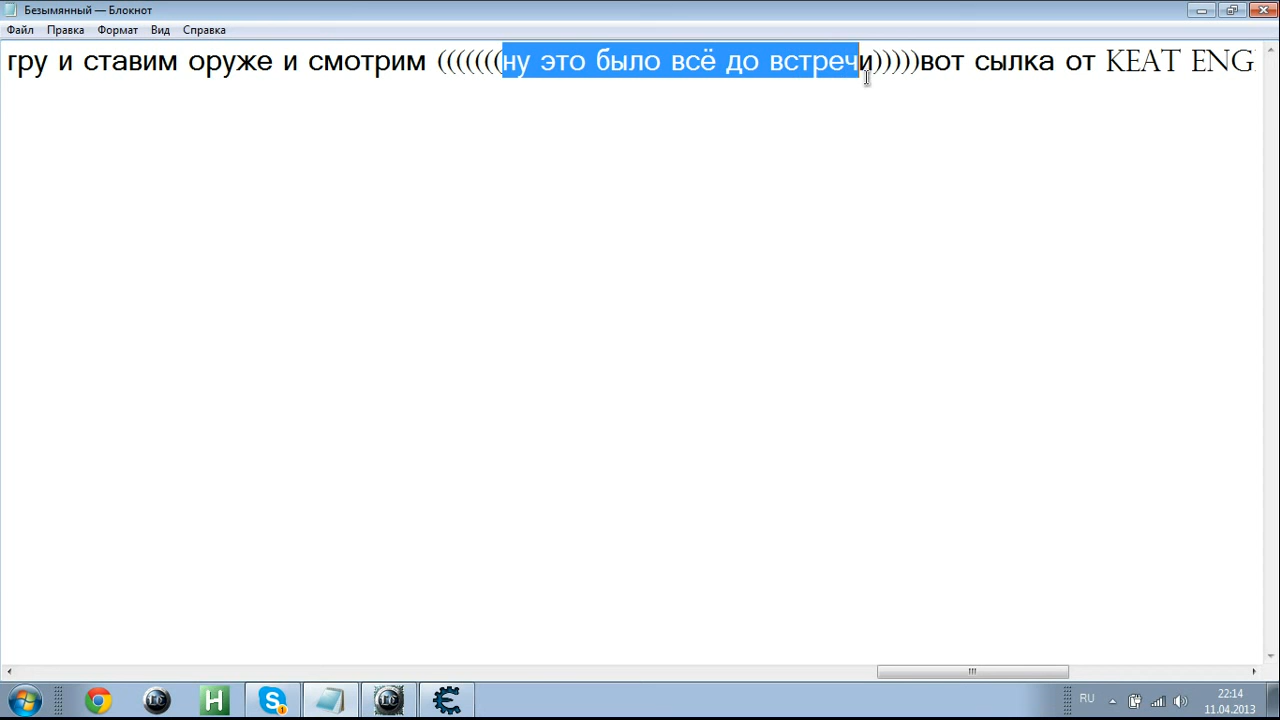 Безымянный — Блокнот
Файл Правка Формат Вид Справка
гру и ставим оруже и смотрим (((((((ну это было всё до встречи)))))вот сылка от KEAT ENG
RU
22:14
11.04.2013